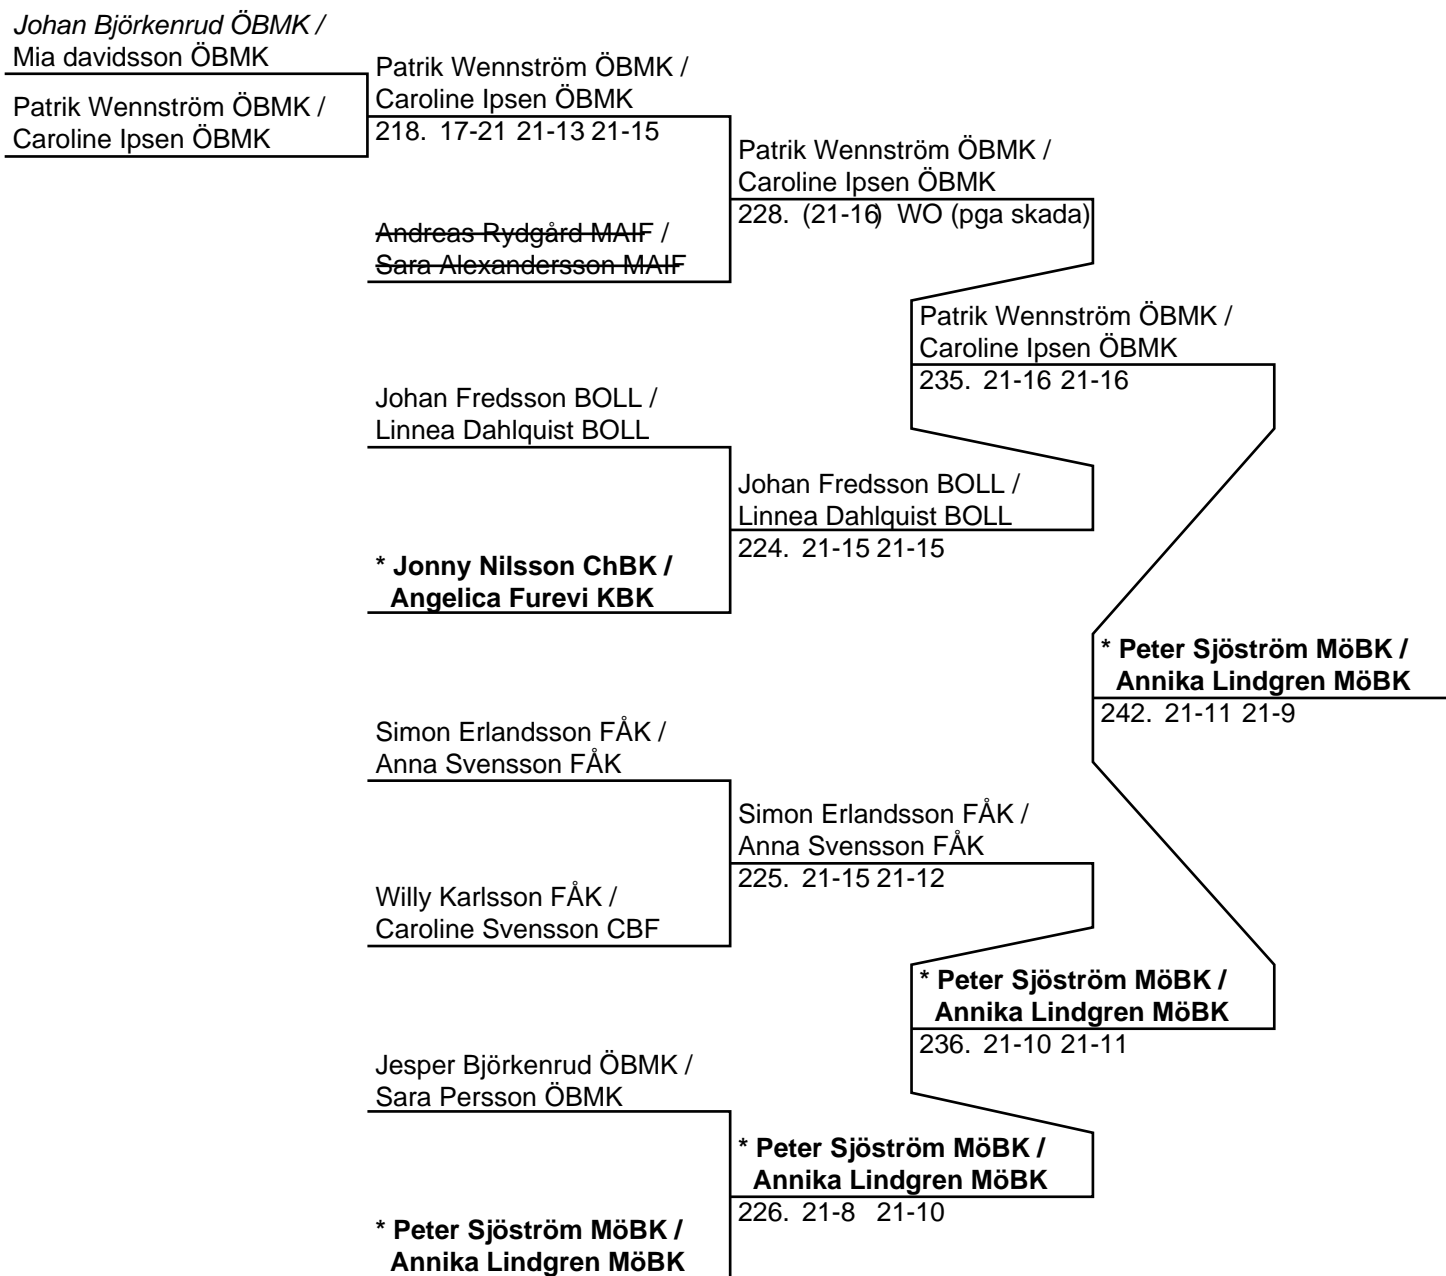 Johan Björkenrud ÖBMK /
Mia davidsson ÖBMK
Patrik Wennström ÖBMK /
Caroline Ipsen ÖBMK
Patrik Wennström ÖBMK /
Caroline Ipsen ÖBMK
218. 17-21 21-13 21-15
Andreas Rydgård MAIF /
Sara Alexandersson MAIF
Patrik Wennström ÖBMK /
Caroline Ipsen ÖBMK
228. (21-16) WO (pga skada)
Patrik Wennström ÖBMK /
Caroline Ipsen ÖBMK
235. 21-16 21-16
Johan Fredsson BOLL /
Linnea Dahlquist BOLL
Johan Fredsson BOLL /
Linnea Dahlquist BOLL
224. 21-15 21-15
* Jonny Nilsson ChBK /
Angelica Furevi KBK
* Peter Sjöström MöBK /
Annika Lindgren MöBK
242. 21-11 21-9
Simon Erlandsson FÅK /
Anna Svensson FÅK
Simon Erlandsson FÅK /
Anna Svensson FÅK
225. 21-15 21-12
Willy Karlsson FÅK /
Caroline Svensson CBF
* Peter Sjöström MöBK /
Annika Lindgren MöBK
236. 21-10 21-11
Jesper Björkenrud ÖBMK /
Sara Persson ÖBMK
* Peter Sjöström MöBK /
Annika Lindgren MöBK
226. 21-8 21-10
* Peter Sjöström MöBK /
Annika Lindgren MöBK